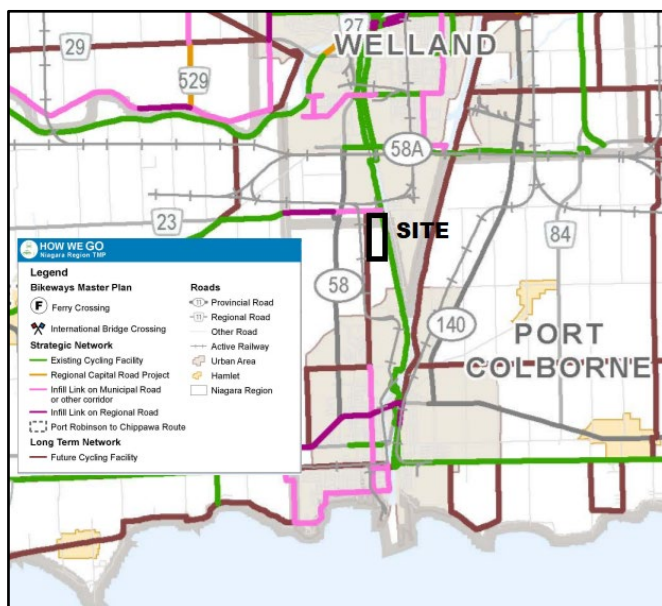 27
29
WELLAND
529
58A
23
SITE
84
58
140
PORT
COLBORNE
HOW WE GO
Niagara Region TMP
Legend
Bikeways Master Plan
F Ferry Crossing
International Bridge Crossing
Strategic Network
Existing Cycling Facility
Regional Capital Road Project
Infill Link on Municipal Road
or other corridor
Infill Link on Regional Road
Port Robinson to Chippawa Route
Long Term Network
Future Cycling Facility
Roads
11 Provincial Road
11 Regional Road
Other Road
Active Railway
Urban Area
Hamlet
Niagara Region